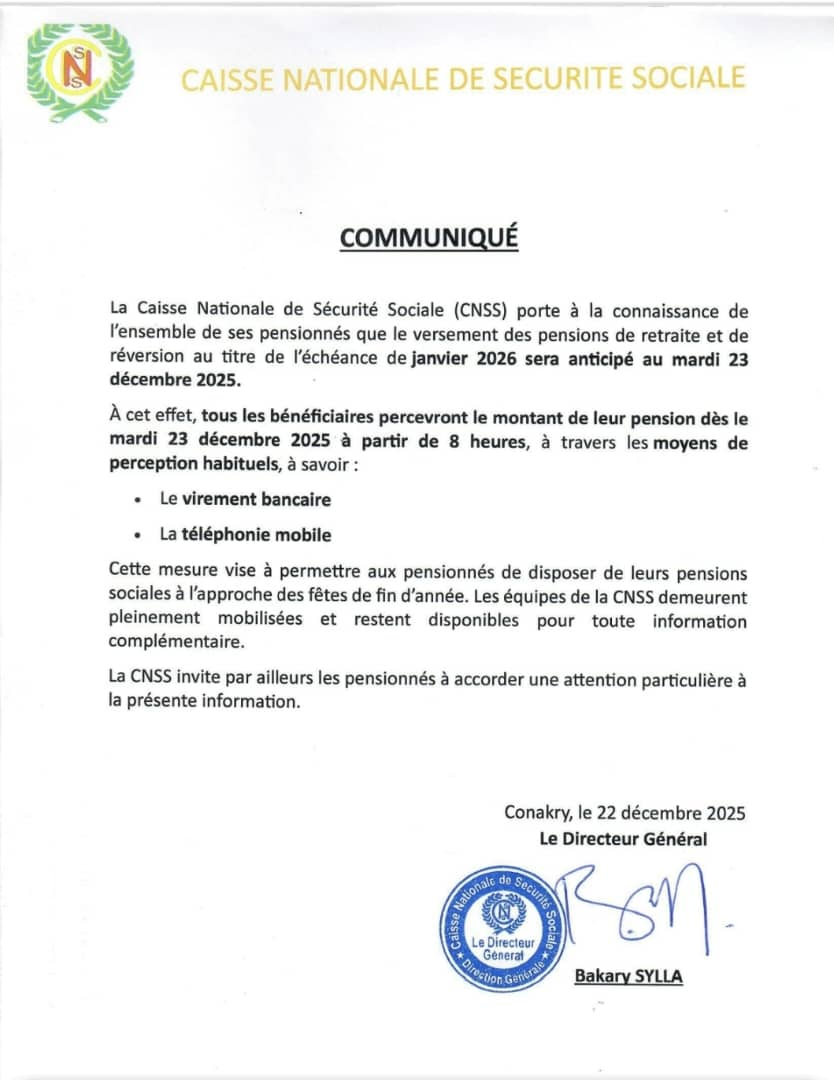 CNSS
CAISSE NATIONALE DE SECURITE SOCIALE
COMMUNIQUÉ
La Caisse Nationale de Sécurité Sociale (CNSS) porte à la connaissance de
l'ensemble de ses pensionnés que le versement des pensions de retraite et de
réversion au titre de l'échéance de janvier 2026 sera anticipé au mardi 23
décembre 2025.
À cet effet, tous les bénéficiaires percevront le montant de leur pension dès le
mardi 23 décembre 2025 à partir de 8 heures, à travers les moyens de
perception habituels, à savoir :
• Le virement bancaire
• La téléphonie mobile
Cette mesure vise à permettre aux pensionnés de disposer de leurs pensions
sociales à l'approche des fêtes de fin d'année. Les équipes de la CNSS demeurent
pleinement mobilisées et restent disponibles pour toute information
complémentaire.
La CNSS invite par ailleurs les pensionnés à accorder une attention particulière à
la présente information.
Conakry, le 22 décembre 2025
Le Directeur Général
Caisse Nationale de Securité Sociale
Le Directeur
Général
★ Direction Générale ★
Bakary SYLLA